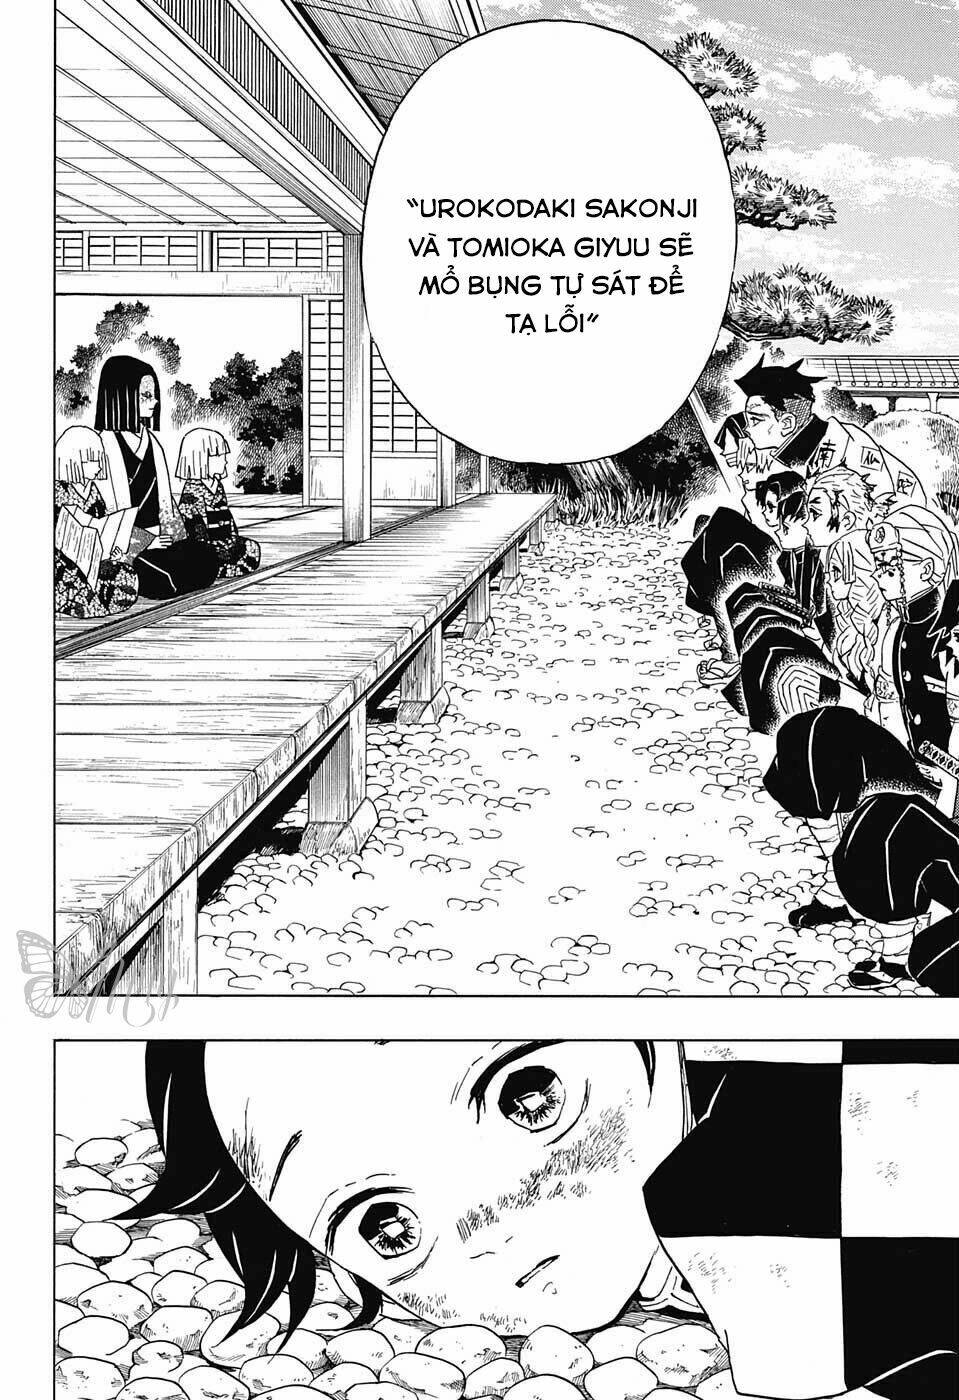 “UROKODAKI SAKONJI
VÀ TOMIOKA GIYUU SẼ
MỔ BỤNG TỰ SÁT ĐỂ
TẠ LỖI”